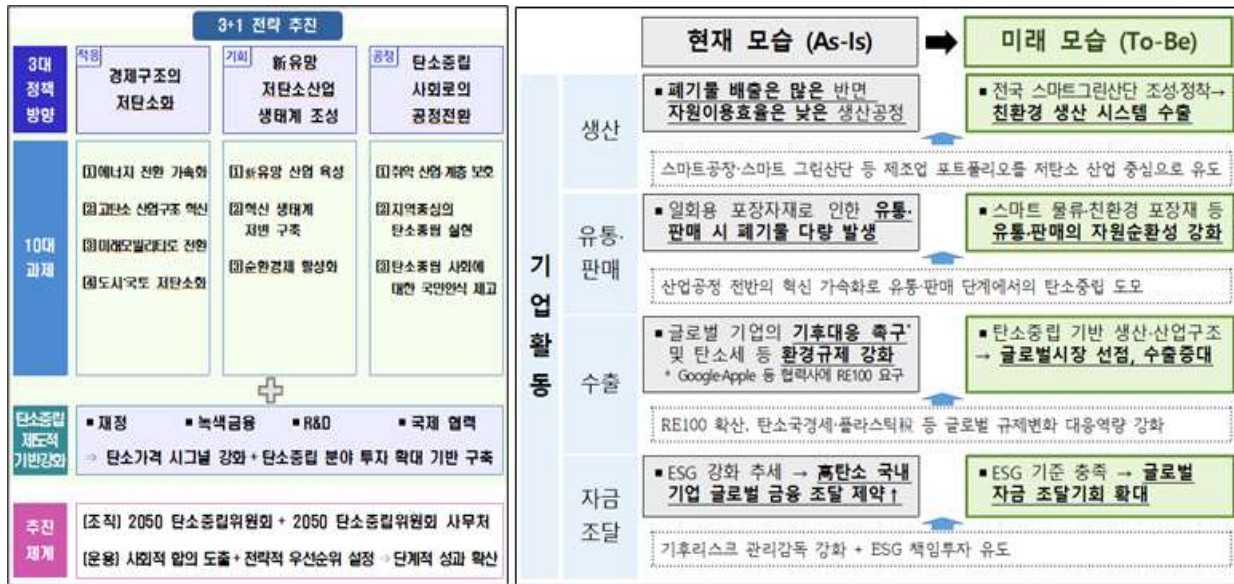 3+1 전략 추진
3대
정책
방향
적응
경제구조의
저탄소화
기회
新유망
저탄소산업
생태계 조성
공정
탄소중립
사회로의
공정전환
10대
과제
[1]에너지 전환 가속화
[2]고탄소 산업구조 혁신
[3]미래모빌리티로 전환
[4]도시·국토 저탄소화
[1]新유망 산업 육성
[2]혁신 생태계
저변 구축
[3]순환경제 활성화
[1]취약 산업·계층 보호
[2]지역중심의
탄소중립 실현
[3]탄소중립 사회에
대한 국민인식 제고
탄소중립
제도적
기반강화
▪재정 ▪녹색금융 ▪R&D ▪국제 협력
⇒ 탄소가격 시그널 강화 + 탄소중립 분야 투자 확대 기반 구축
추진
체계
(조직) 2050 탄소중립위원회 + 2050 탄소중립위원회 사무처
(운용) 사회적 합의 도출 + 전략적 우선순위 설정 ⇒ 단계적 성과 확산
현재 모습 (As-Is)
미래 모습 (To-Be)
기업활동
생산
▪폐기물 배출은 많은 반면
자원이용효율은 낮은 생산공정
▪전국 스마트그린산단 조성·정착→
친환경 생산 시스템 수출
스마트공장·스마트 그린산단 등 제조업 포트폴리오를 저탄소 산업 중심으로 유도
유통·
판매
▪일회용 포장자재로 인한 유통·
판매 시 폐기물 다량 발생
▪스마트 물류·친환경 포장재 등
유통·판매의 자원순환성 강화
산업공정 전반의 혁신 가속화로 유통·판매 단계에서의 탄소중립 도모
수출
▪글로벌 기업의 기후대응 촉구*
및 탄소세 등 환경규제 강화
* Google·Apple 등 협력사에 RE100 요구
▪탄소중립 기반 생산·산업구조
→ 글로벌시장 선점, 수출증대
RE100 확산, 탄소국경세·플라스틱稅 등 글로벌 규제변화 대응역량 강화
자금
조달
▪ESG 강화 추세 → 高탄소 국내
기업 글로벌 금융 조달 제약↑
▪ESG 기준 충족 → 글로벌
자금 조달기회 확대
기후리스크 관리감독 강화 + ESG 책임투자 유도